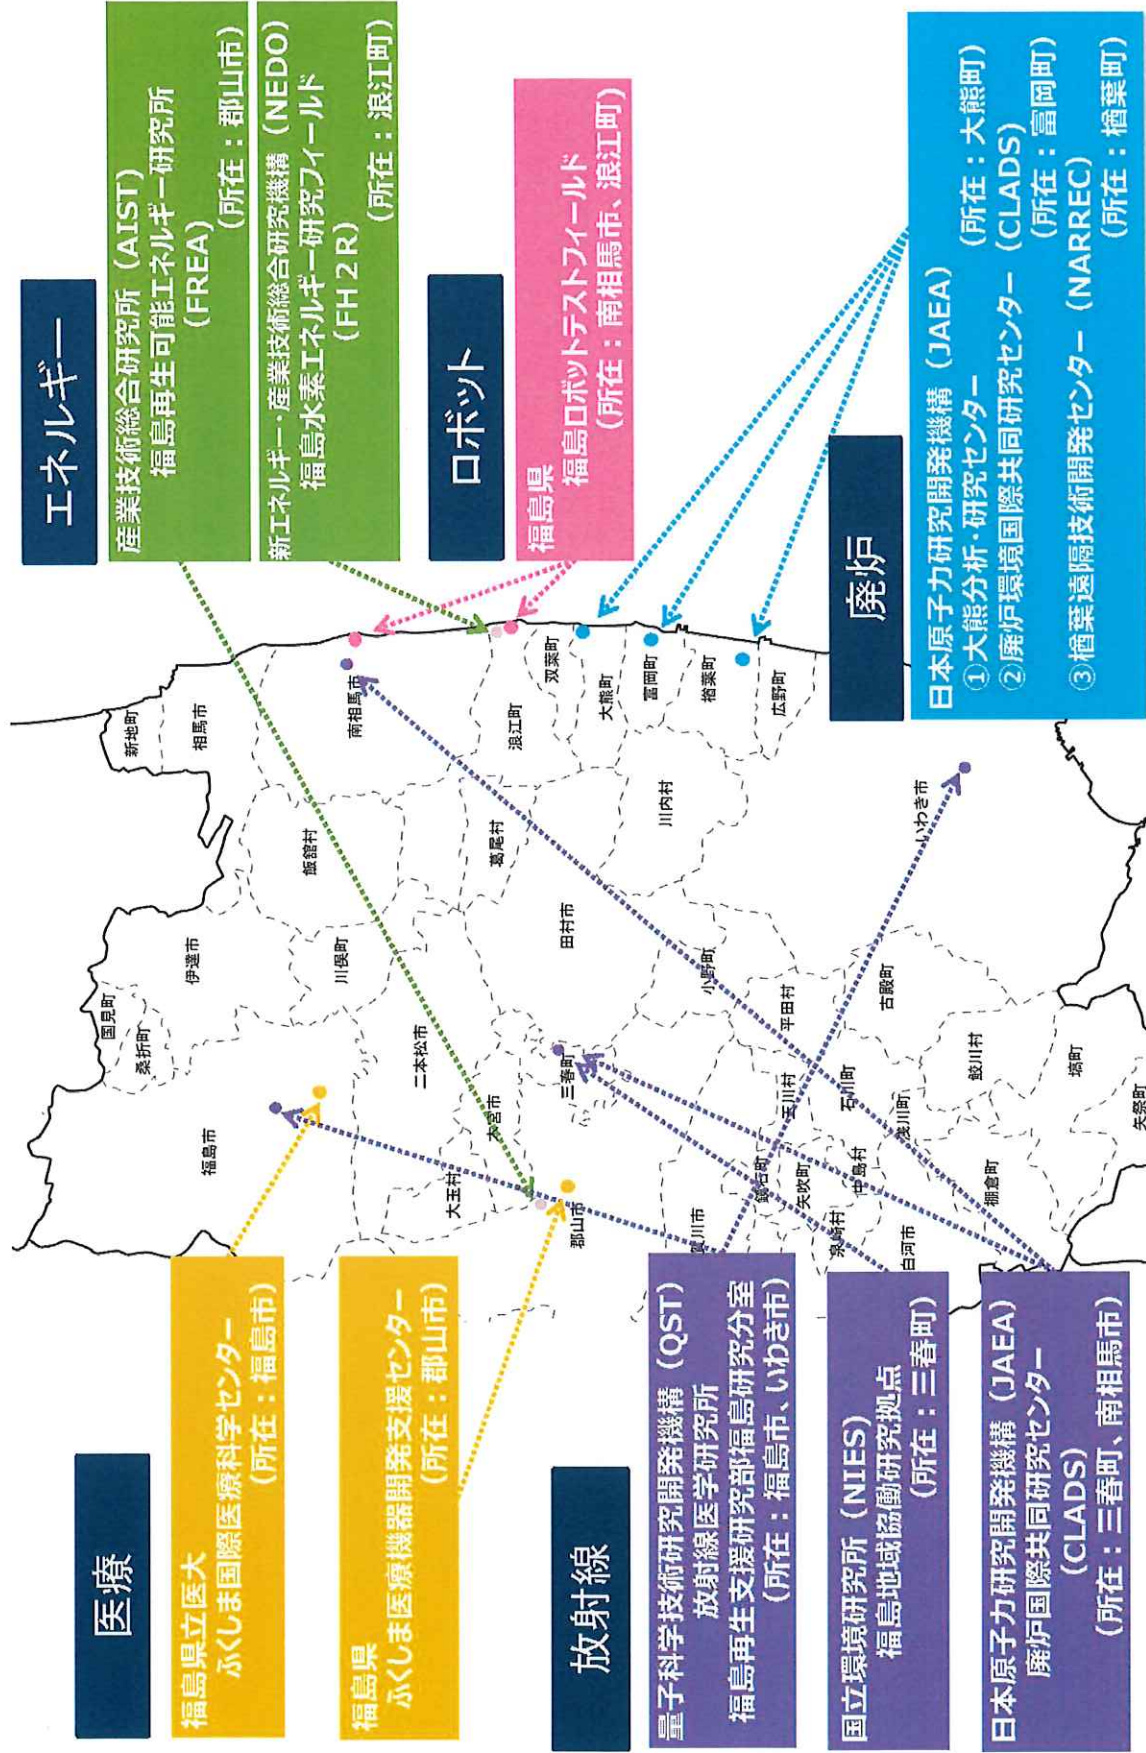 医療
福島県立医大
ふくしま国際医療科学センター
(所在：福島市)
福島県
ふくしま医療機器開発支援センター
(所在：郡山市)
放射線
量子科学技術研究開発機構 (QST)
放射線医学研究所
福島再生支援研究部福島研究分室
(所在：福島市、いわき市)
国立環境研究所 (NIES)
福島地域協働研究拠点
(所在：三春町)
日本原子力研究開発機構 (JAEA)
廃炉国際共同研究センター
(CLADS)
(所在：三春町、南相馬市)
エネルギー
産業技術総合研究所 (AIST)
福島再生可能エネルギー研究所
(FREA)
(所在：郡山市)
新エネルギー・産業技術総合研究機構 (NEDO)
福島水素エネルギー研究フィールド
(FH2R)
(所在：浪江町)
ロボット
福島県
福島ロボットテストフィールド
(所在：南相馬市、浪江町)
廃炉
日本原子力研究開発機構 (JAEA)
①大熊分析・研究センター (所在：大熊町)
②廃炉環境国際共同研究センター (CLADS)
(所在：富岡町)
③楢葉遠隔技術開発センター (NARREC)
(所在：楢葉町)
国見町
桑折町
新地町
伊達市
相馬市
福島市
飯舘村
川俣町
南相馬市
二本松市
大玉村
本宮市
葛尾村
浪江町
双葉町
三春町
田村市
大熊町
郡山市
川内村
富岡町
小野町
楢葉町
賀川市
鏡石町
玉川村
平田村
広野町
矢吹町
中島村
石川町
泉崎村
浅川町
古殿町
白河市
いわき市
棚倉町
鮫川村
塙町
矢祭町